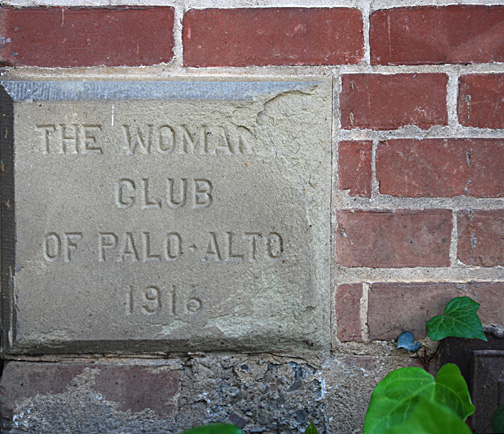 THE WOMAN
CLUB
OF PALO-ALTO
1916